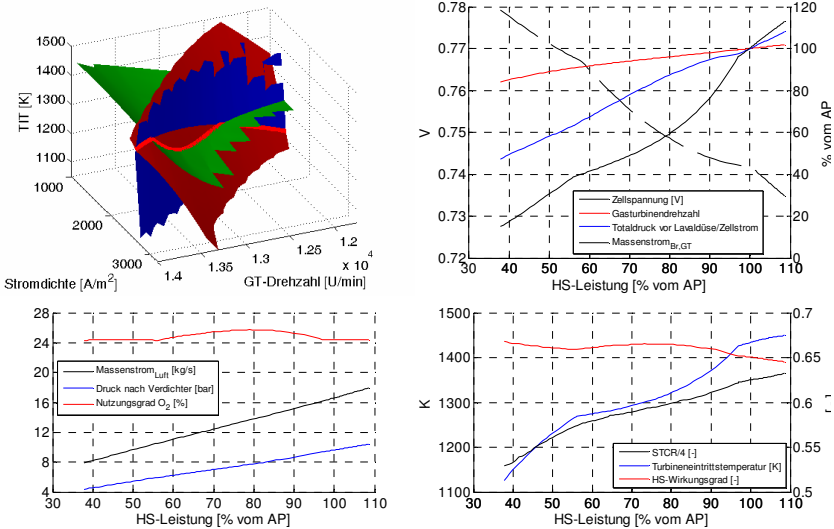 1500
1400
1300
1200
1100
1000
TIT [K]
2000
3000
Stromdichte [A/m²]
1.4
1.35
1.3
1.25
1.2
x 10⁴
GT-Drehzahl [U/min]
0.78
0.77
0.76
0.75
0.74
0.73
0.72
V
120
100
80
60
40
20
0
% vom AP
Zellspannung [V]
Gasturbinendrehzahl
Totaldruck vor Lavaldüse/Zellstrom
Massenstrom Br,GT
30 40 50 60 70 80 90 100 110
HS-Leistung [% vom AP]
28
24
20
16
12
8
4
Massenstrom Luft [kg/s]
Druck nach Verdichter [bar]
Nutzungsgrad O₂ [%]
30 40 50 60 70 80 90 100 110
HS-Leistung [% vom AP]
1500
1400
1300
1200
1100
K
0.7
0.65
0.6
0.55
0.5
STCR/4 [-]
Turbineneintrittstemperatur [K]
HS-Wirkungsgrad [-]
30 40 50 60 70 80 90 100 110
HS-Leistung [% vom AP]